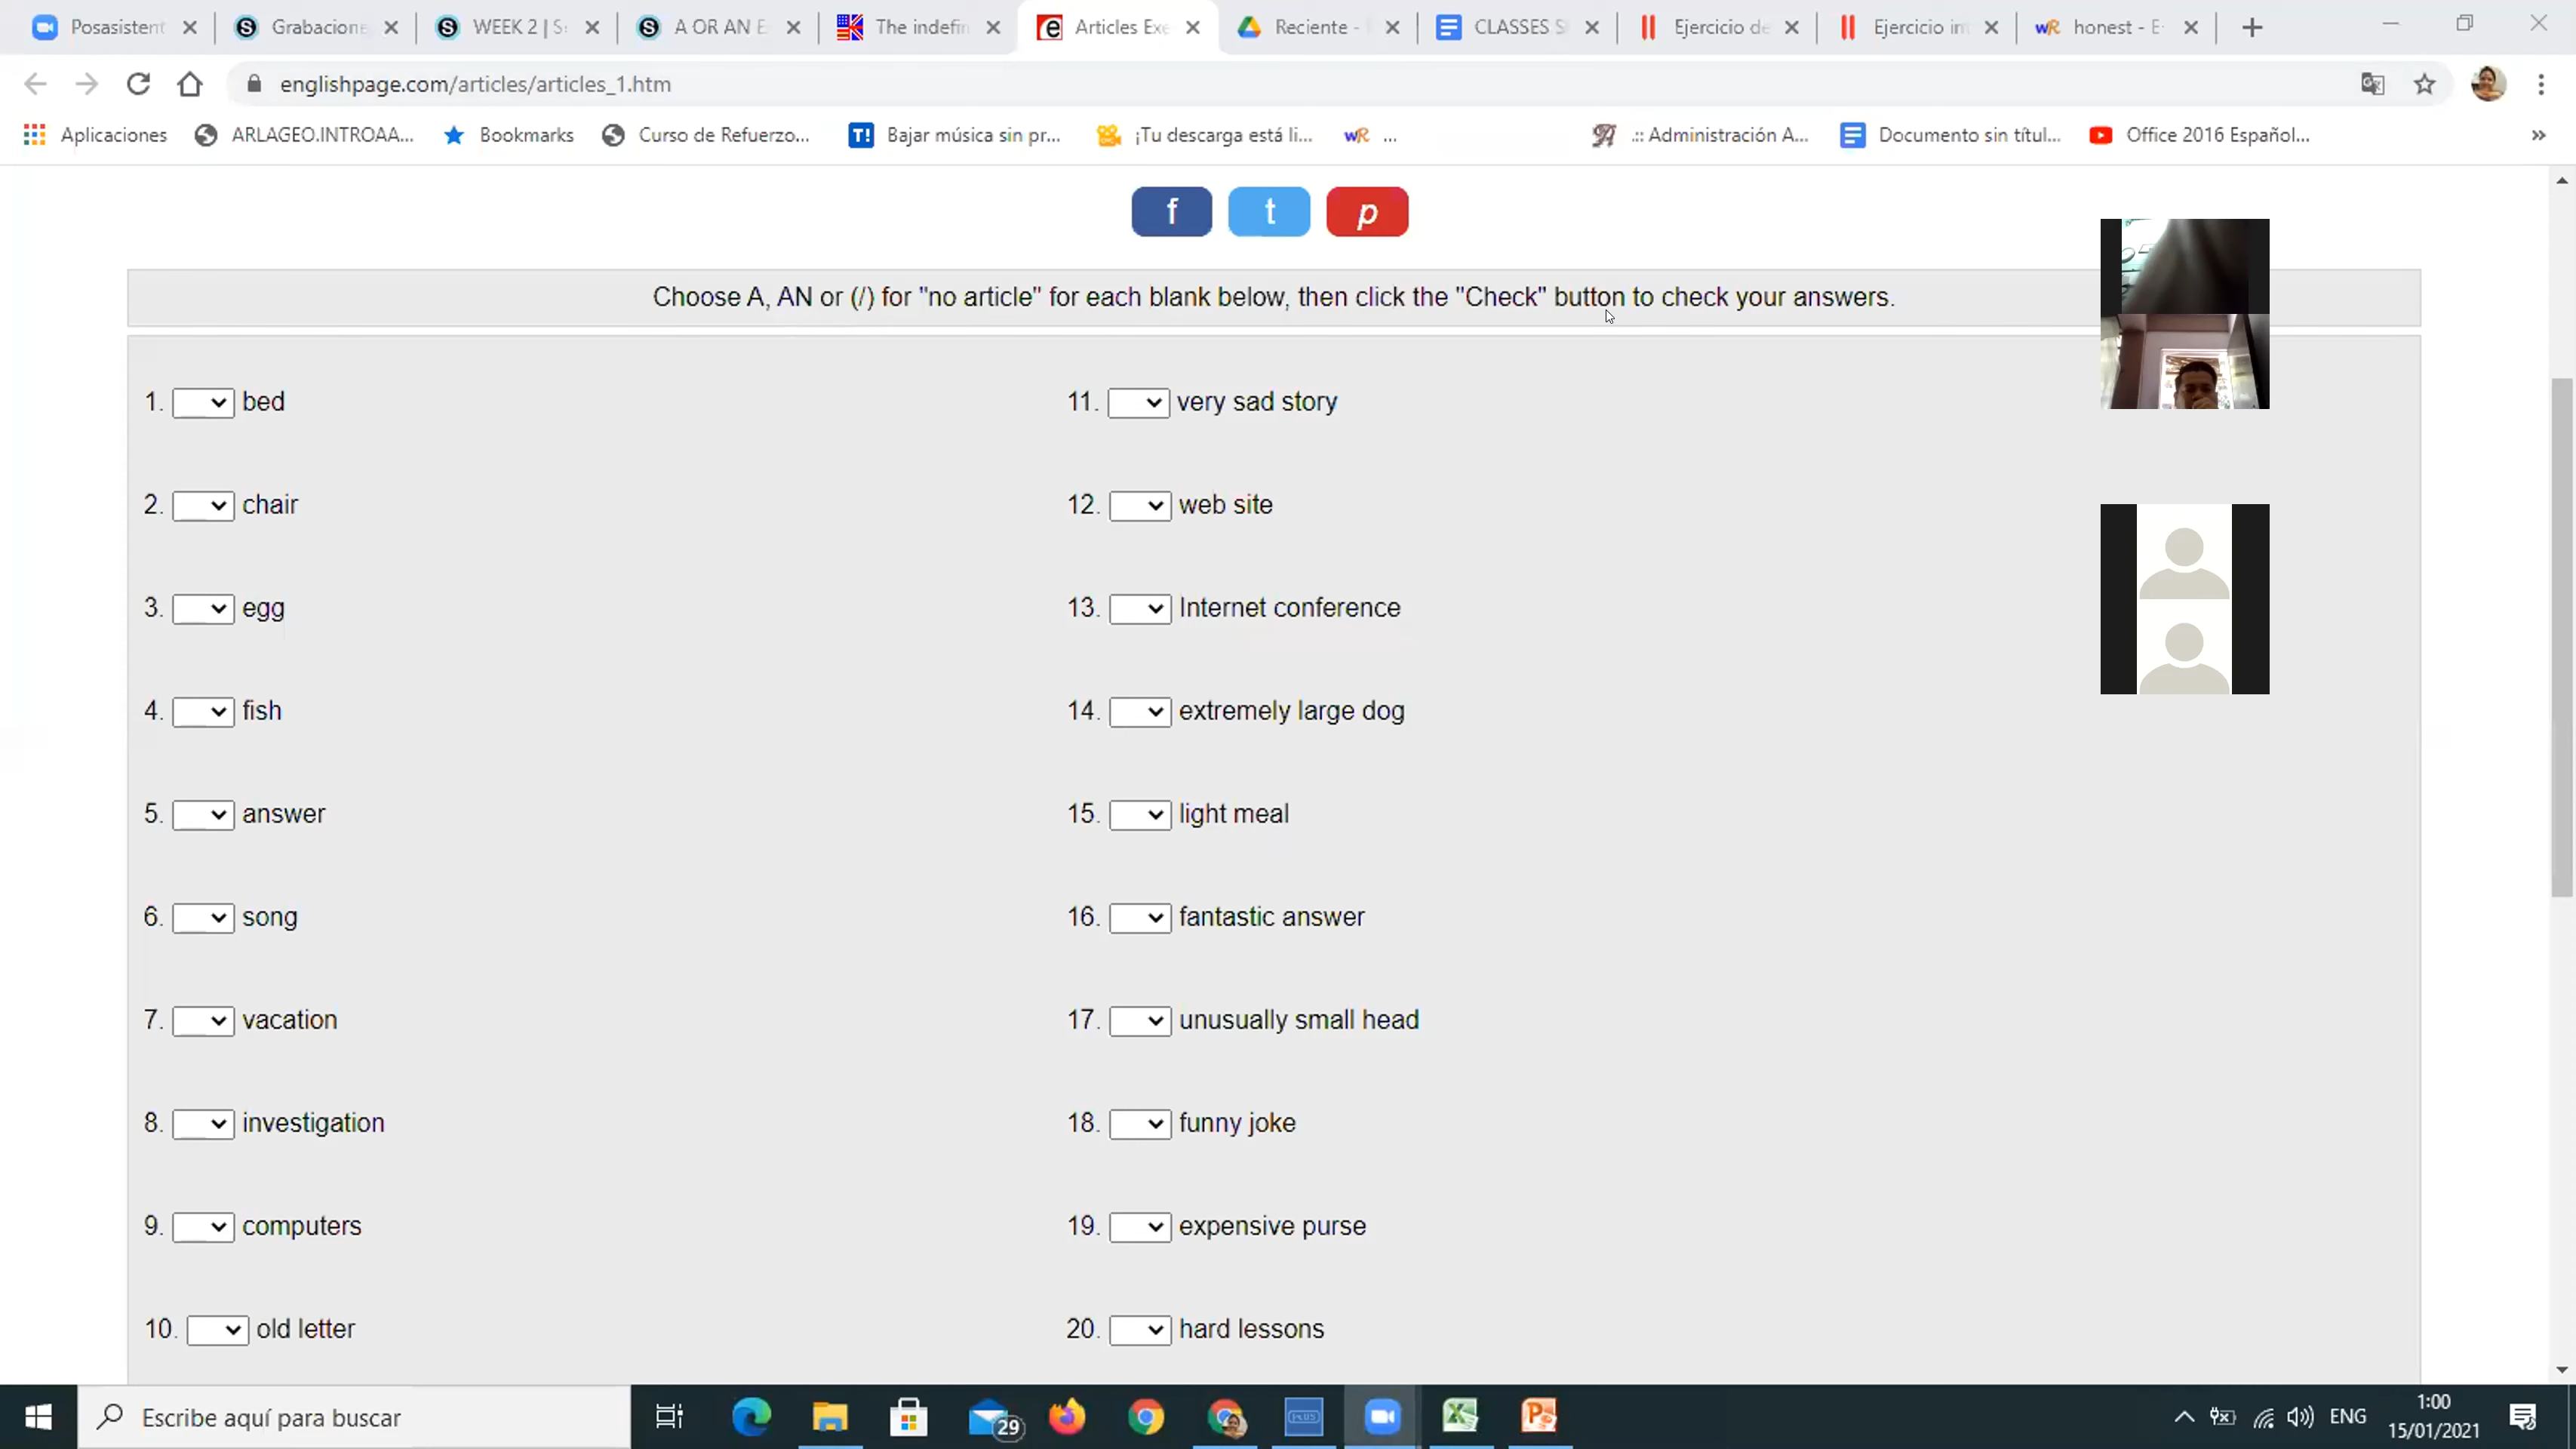 Posasistent
Grabacione
WEEK 2 | S
A OR AN E
The indefin
Articles Exe
Reciente -
CLASSES S
Ejercicio de
Ejercicio in
honest - E
englishpage.com/articles/articles_1.htm
Aplicaciones
ARLAGEO.INTROAA...
Bookmarks
Curso de Refuerzo...
Bajar música sin pr...
¡Tu descarga está li...
...
.:: Administración A...
Documento sin títul...
Office 2016 Español...
f t p
Choose A, AN or (/) for "no article" for each blank below, then click the "Check" button to check your answers.
1. bed
2. chair
3. egg
4. fish
5. answer
6. song
7. vacation
8. investigation
9. computers
10. old letter
11. very sad story
12. web site
13. Internet conference
14. extremely large dog
15. light meal
16. fantastic answer
17. unusually small head
18. funny joke
19. expensive purse
20. hard lessons
Escribe aquí para buscar
29
ENG
1:00
15/01/2021